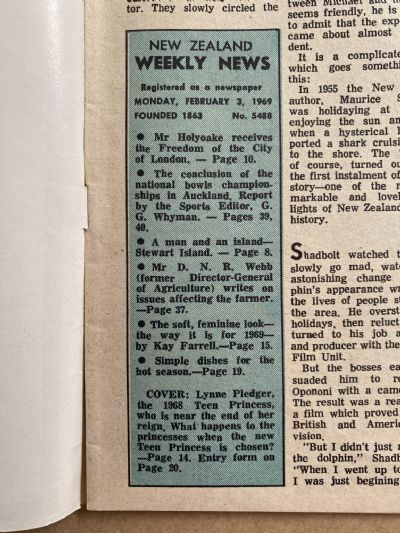 tor. They slowly circled the
NEW ZEALAND
WEEKLY NEWS
Registered as a newspaper
MONDAY, FEBRUARY 3, 1969
FOUNDED 1863 No. 5488
● Mr Holyoake receives
the Freedom of the City
of London. — Page 10.
● The conclusion of the
national bowls champion-
ships in Auckland, Report
by the Sports Editor, G.
G. Whyman. — Pages 39,
40.
● A man and an island—
Stewart Island. — Page 8.
● Mr D. N. R. Webb
(former Director-General
of Agriculture) writes on
issues affecting the farmer.
—Page 37.
● The soft, feminine look—
the way it is for 1969—
by Kay Farrell.—Page 15.
● Simple dishes for the
hot season.—Page 19.
COVER: Lynne Pledger,
the 1968 Teen Princess,
who is near the end of her
reign, What happens to the
princesses when the new
Teen Princess is chosen?
—Page 14. Entry form on
Page 20.
tween Michael and
seems friendly, he is
to admit that the exp
came about almost
dent.
It is a complicate
which goes somethi
this:
In 1955 the New
author, Maurice S
was holidaying at
enjoying the sun an
when a hysterical l
ported a shark cruisi
to the shore. The
of course, turned ou
the first instalment of
story—one of the r
markable and lovel
lights of New Zealand
history.
Shadbolt watched t
slowly go mad, watc
astonishing change
phin's appearance wr
the lives of people st
the area. He overst
holidays, then reluct
turned to his job a
and producer with the
Film Unit.
But the bosses ea
suaded him to re
Opononi with a came
The result was a rea
a film which proved
British and Americ
vision.
"But I didn't just r
the dolphin," Shadb
"When I went up to
I was just begining